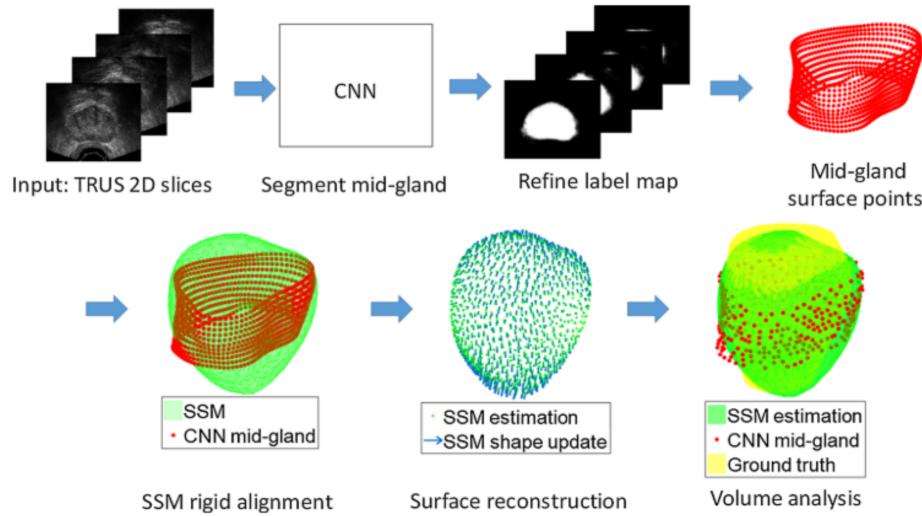 CNN
Input: TRUS 2D slices
Segment mid-gland
Refine label map
Mid-gland
surface points
SSM
CNN mid-gland
SSM estimation
SSM shape update
SSM estimation
CNN mid-gland
Ground truth
SSM rigid alignment
Surface reconstruction
Volume analysis